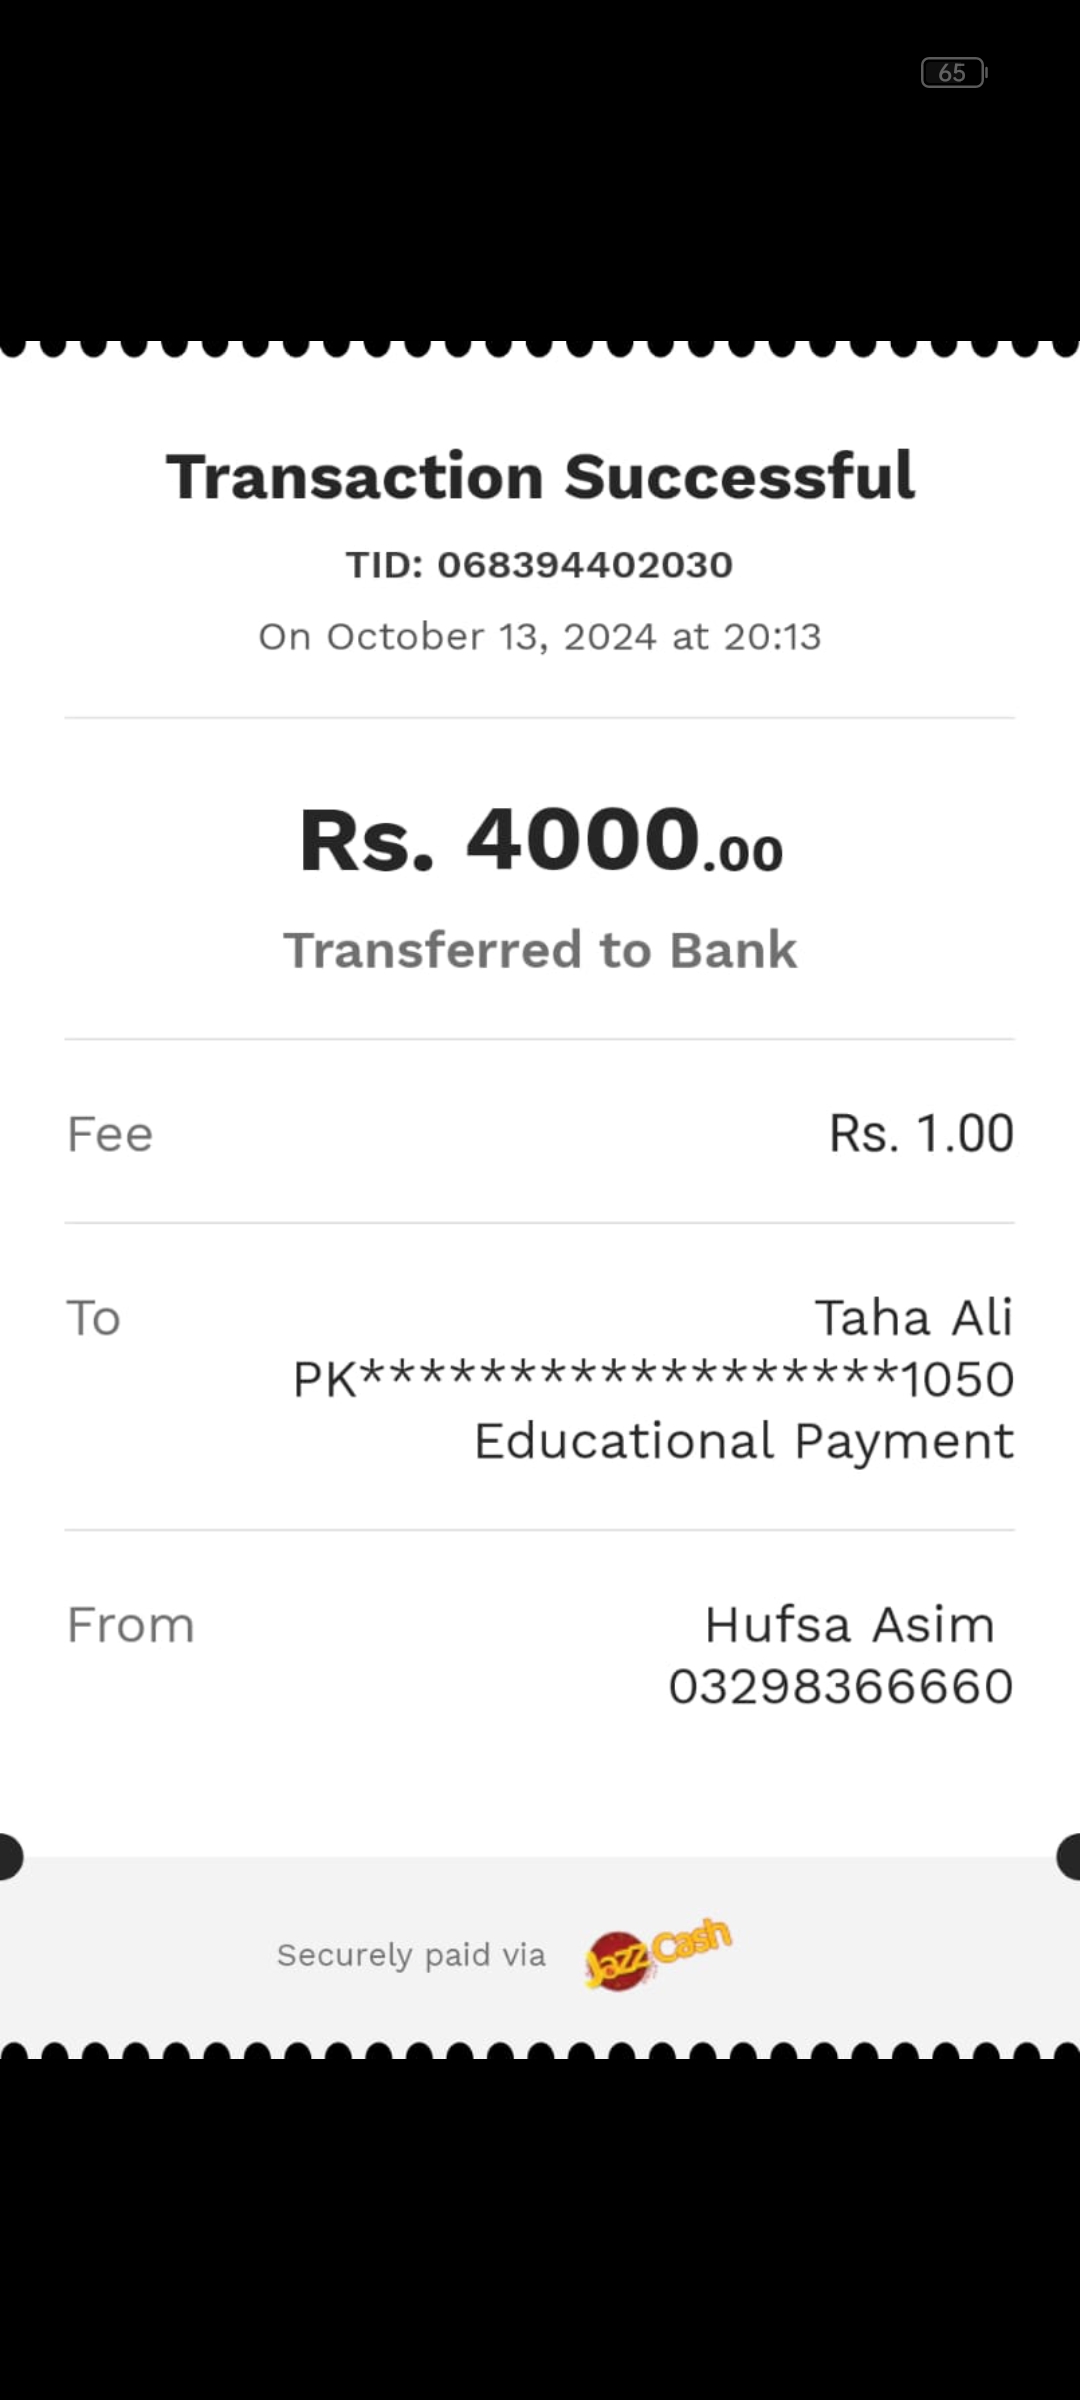 65
Transaction Successful
TID: 068394402030
On October 13, 2024 at 20:13
Rs. 4000.00
Transferred to Bank
Fee Rs. 1.00
To Taha Ali
PK******************1050
Educational Payment
From Hufsa Asim
03298366660
Securely paid via JazzCash